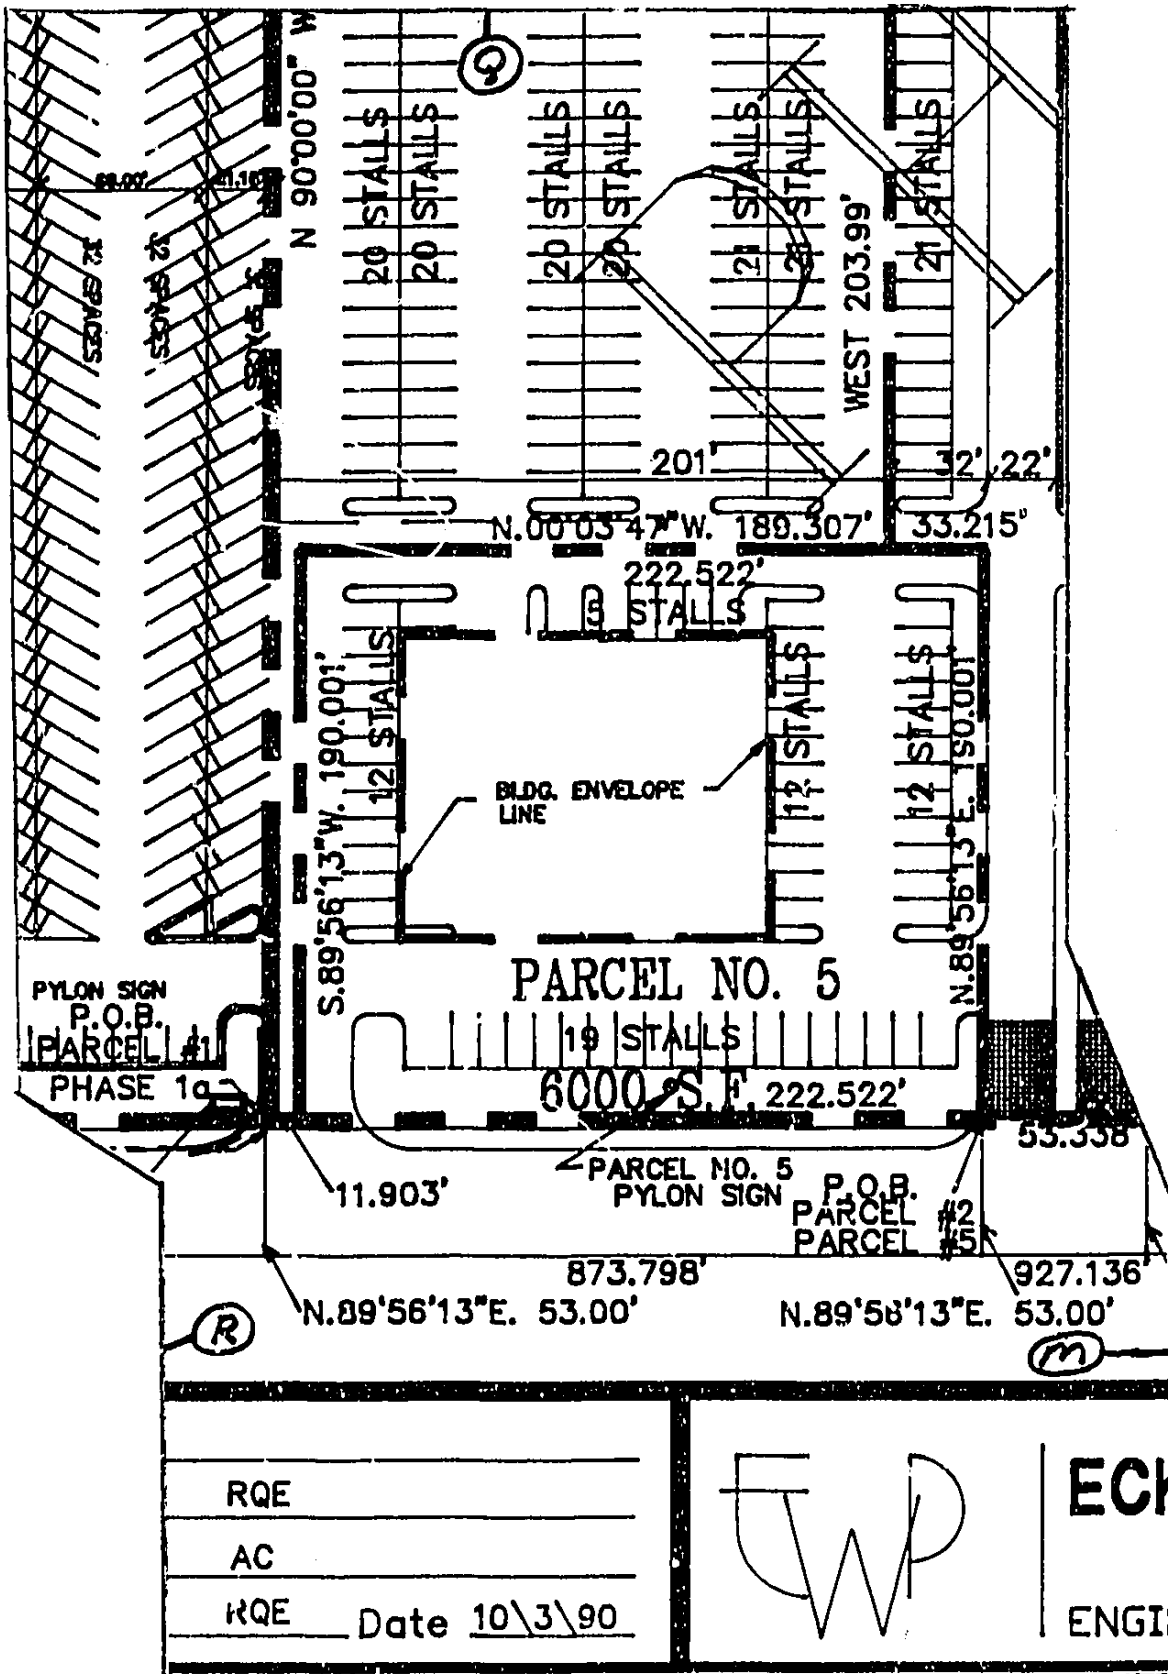 Q
N 90'00'00" W
20 STALLS
20 STALLS
20 STALLS
20 STALLS
21 STALLS
21 STALLS
21 STALLS
WEST 203.99'
32 SPACES
32 SPACES
SPACES
201'
32'
22'
N.00'03'47"W. 189.307'
33.215'
222.522'
5 STALLS
S.89'56'13"W. 190.001'
12 STALLS
12 STALLS
12 STALLS
N.89'56'13"E. 190.001'
BLDG. ENVELOPE
LINE
PARCEL NO. 5
19 STALLS
6000 S.F.
222.522'
PYLON SIGN
P.O.B.
PARCEL #1
PHASE 1a
53.338'
11.903'
PARCEL NO. 5
PYLON SIGN
P.O.B.
PARCEL #2
PARCEL #5
873.798'
927.136'
N.89'56'13"E. 53.00'
N.89'56'13"E. 53.00'
R
M
RQE
AC
RQE
Date 10\3\90
EWP